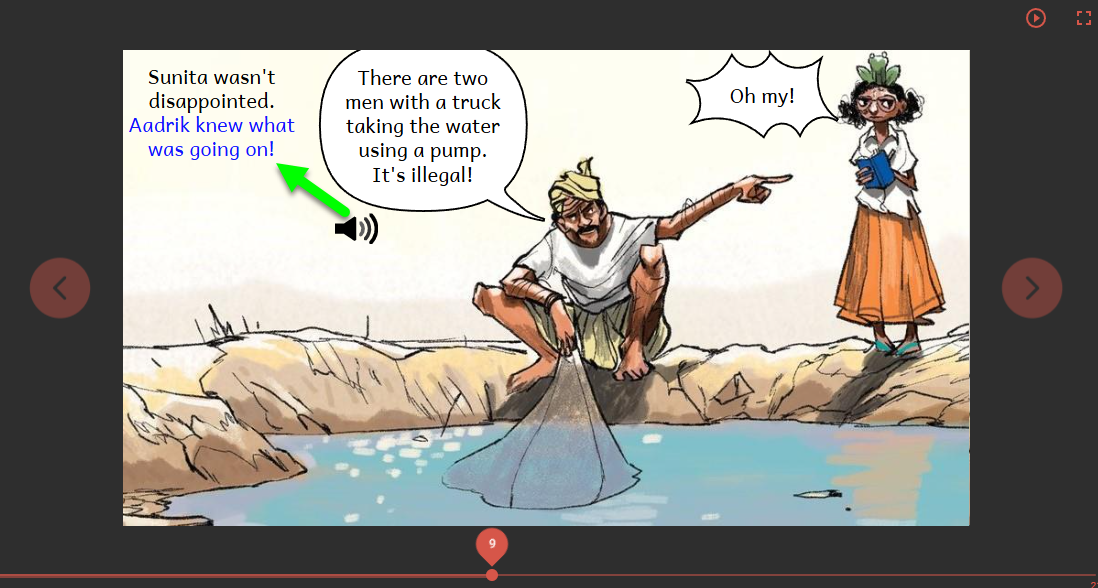 Sunita wasn't
disappointed.
Aadrik knew what
was going on!
There are two
men with a truck
taking the water
using a pump.
It's illegal!
Oh my!
9